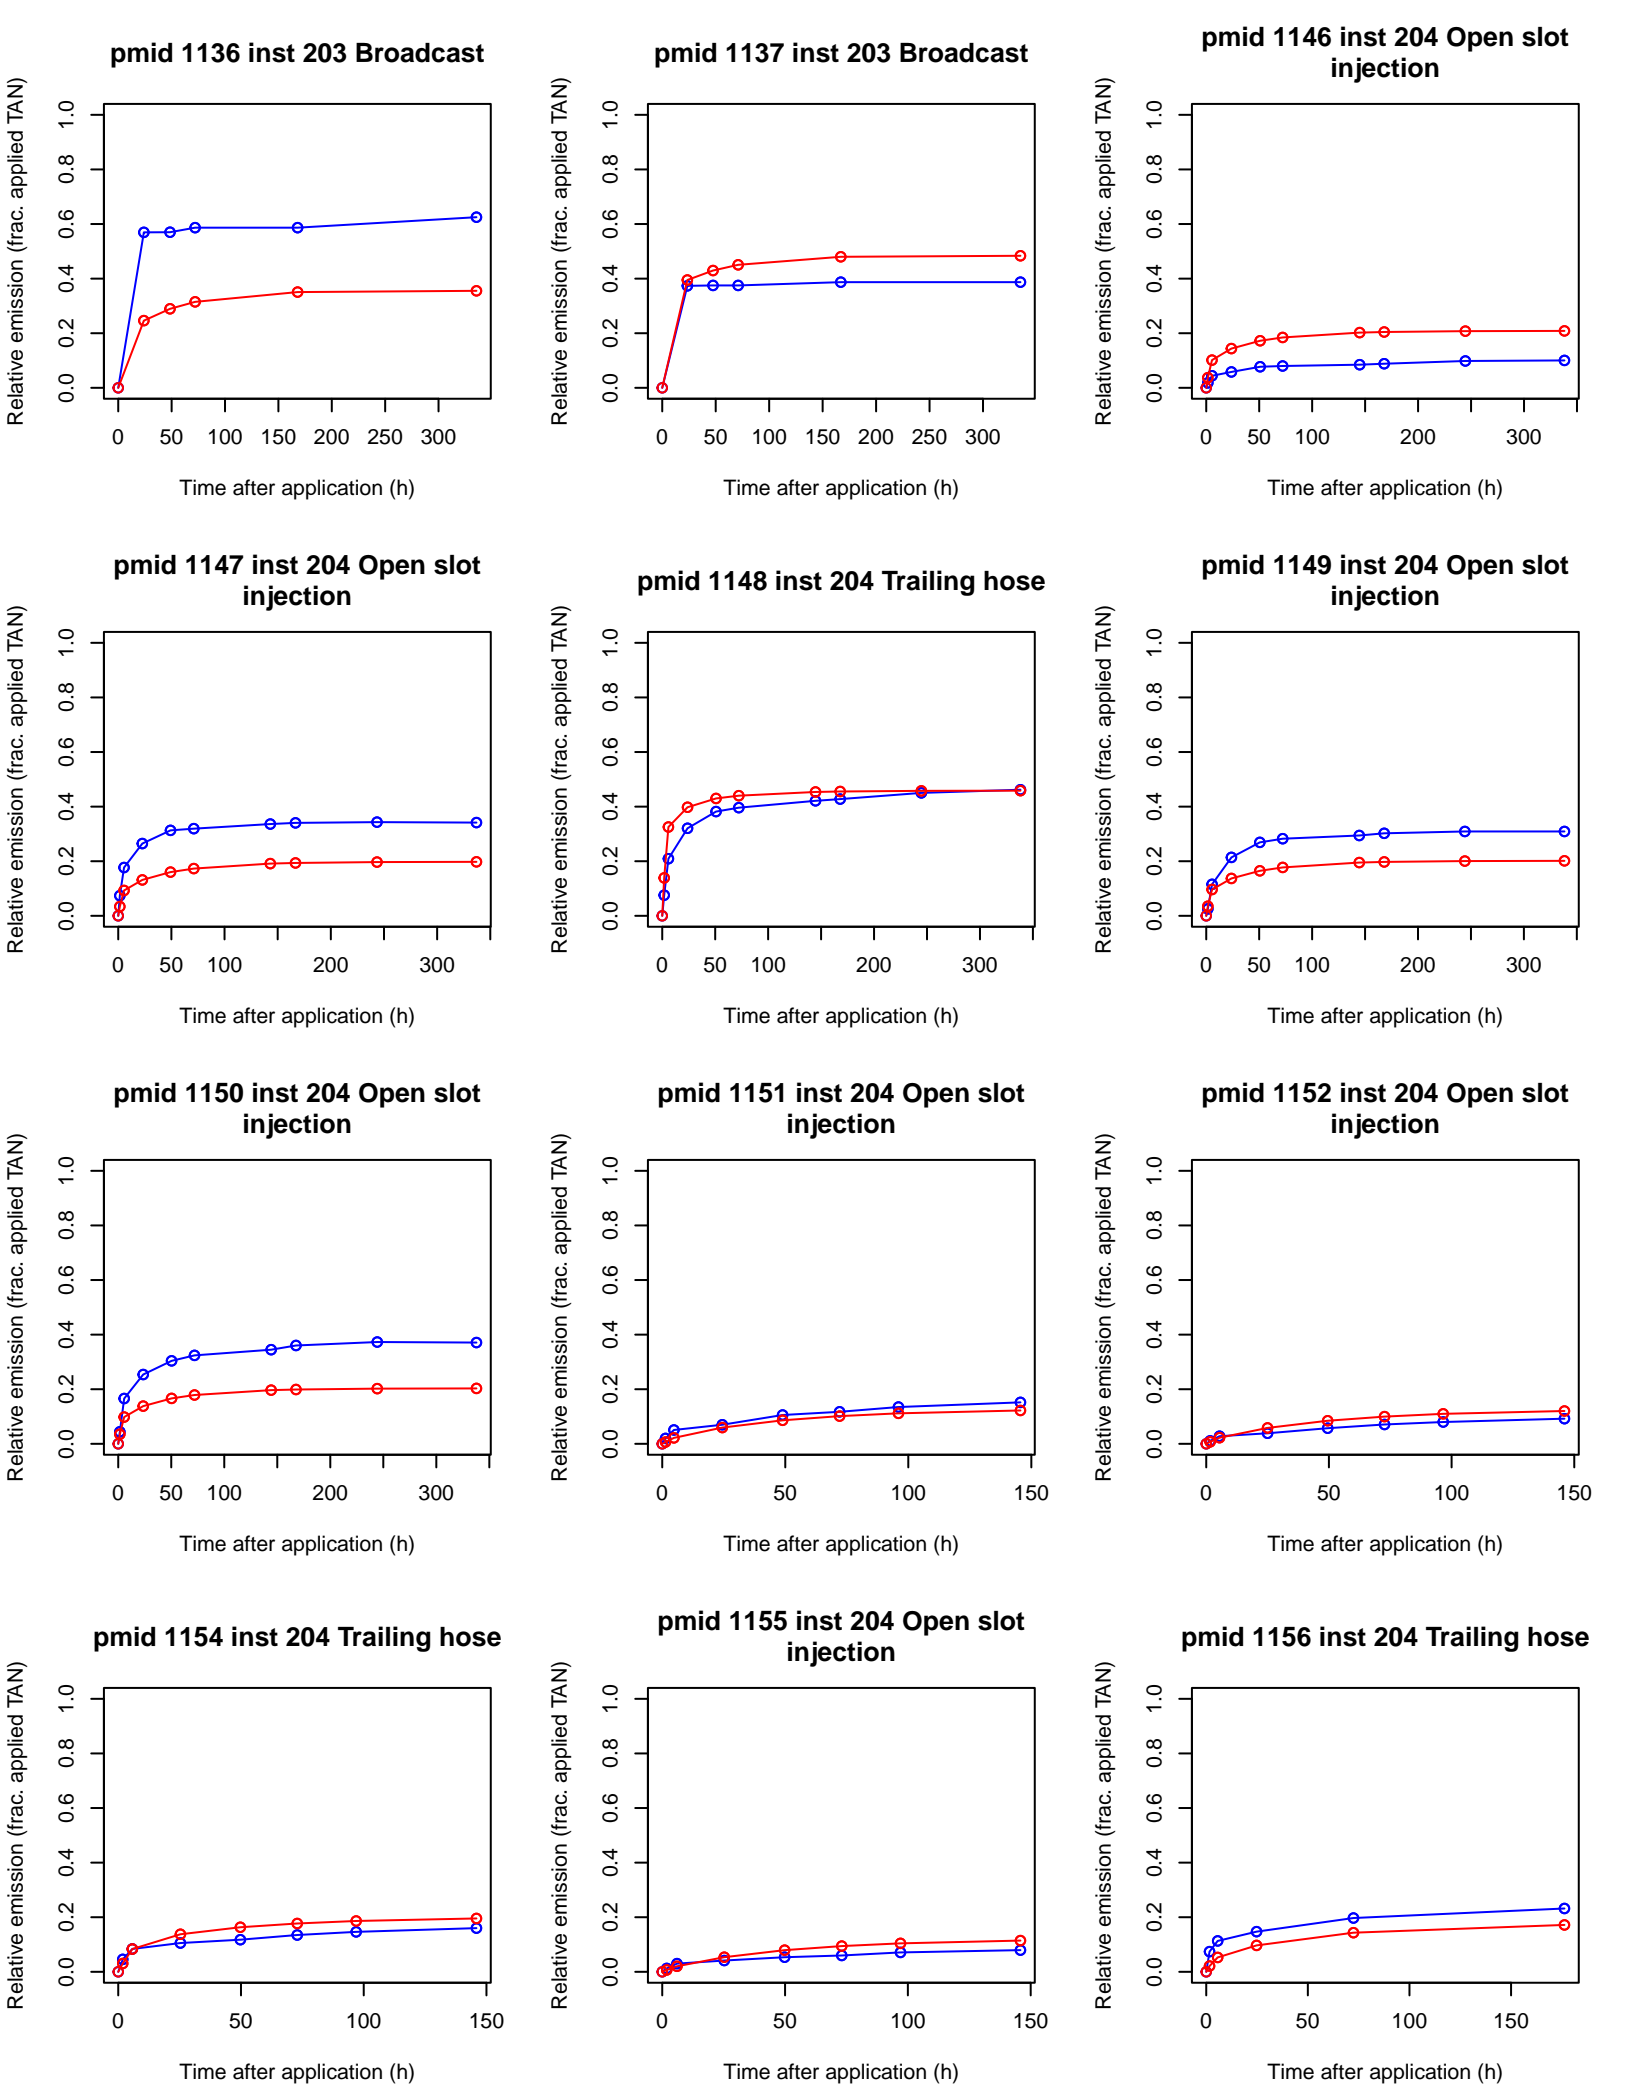 pmid 1136 inst 203 Broadcast
Relative emission (frac. applied TAN)
0.0 0.2 0.4 0.6 0.8 1.0
0 50 100 150 200 250 300
Time after application (h)
pmid 1137 inst 203 Broadcast
Relative emission (frac. applied TAN)
0.0 0.2 0.4 0.6 0.8 1.0
0 50 100 150 200 250 300
Time after application (h)
pmid 1146 inst 204 Open slot
injection
Relative emission (frac. applied TAN)
0.0 0.2 0.4 0.6 0.8 1.0
0 50 100 200 300
Time after application (h)
pmid 1147 inst 204 Open slot
injection
Relative emission (frac. applied TAN)
0.0 0.2 0.4 0.6 0.8 1.0
0 50 100 200 300
Time after application (h)
pmid 1148 inst 204 Trailing hose
Relative emission (frac. applied TAN)
0.0 0.2 0.4 0.6 0.8 1.0
0 50 100 200 300
Time after application (h)
pmid 1149 inst 204 Open slot
injection
Relative emission (frac. applied TAN)
0.0 0.2 0.4 0.6 0.8 1.0
0 50 100 200 300
Time after application (h)
pmid 1150 inst 204 Open slot
injection
Relative emission (frac. applied TAN)
0.0 0.2 0.4 0.6 0.8 1.0
0 50 100 200 300
Time after application (h)
pmid 1151 inst 204 Open slot
injection
Relative emission (frac. applied TAN)
0.0 0.2 0.4 0.6 0.8 1.0
0 50 100 150
Time after application (h)
pmid 1152 inst 204 Open slot
injection
Relative emission (frac. applied TAN)
0.0 0.2 0.4 0.6 0.8 1.0
0 50 100 150
Time after application (h)
pmid 1154 inst 204 Trailing hose
Relative emission (frac. applied TAN)
0.0 0.2 0.4 0.6 0.8 1.0
0 50 100 150
Time after application (h)
pmid 1155 inst 204 Open slot
injection
Relative emission (frac. applied TAN)
0.0 0.2 0.4 0.6 0.8 1.0
0 50 100 150
Time after application (h)
pmid 1156 inst 204 Trailing hose
Relative emission (frac. applied TAN)
0.0 0.2 0.4 0.6 0.8 1.0
0 50 100 150
Time after application (h)